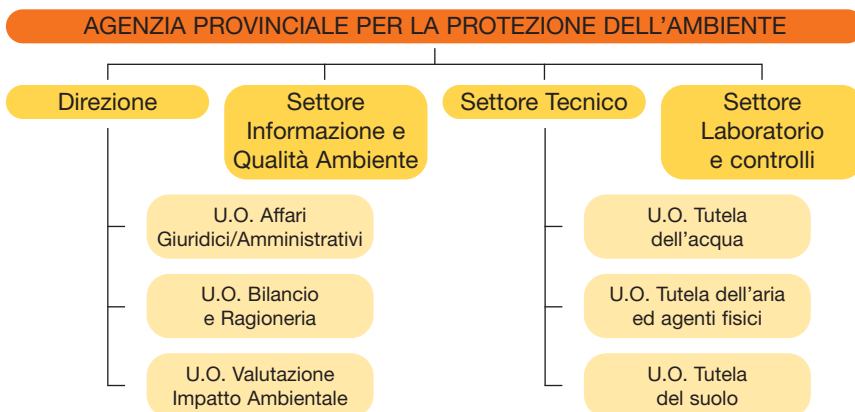 AGENZIA PROVINCIALE PER LA PROTEZIONE DELL'AMBIENTE
Direzione
Settore
Informazione e
Qualità Ambiente
Settore Tecnico
Settore
Laboratorio
e controlli
U.O. Affari
Giuridici/Amministrativi
U.O. Bilancio
e Ragioneria
U.O. Valutazione
Impatto Ambientale
U.O. Tutela
dell'acqua
U.O. Tutela dell'aria
ed agenti fisici
U.O. Tutela
del suolo